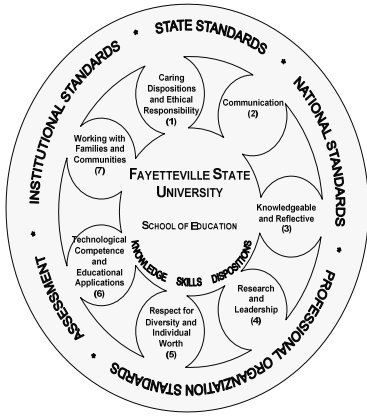 STATE STANDARDS
NATIONAL STANDARDS
PROFESSIONAL ORGANZIATION STANDARDS
ASSESSMENT
INSTITUTIONAL STANDARDS
Caring
Dispositions
and Ethical
Responsibility
(1)
Communication
(2)
Knowledgeable
and Reflective
(3)
Research
and
Leadership
(4)
Respect for
Diversity and
Individual
Worth
(5)
Technological
Competence
and
Educational
Applications
(6)
Working with
Families and
Communities
(7)
FAYETTEVILLE STATE
UNIVERSITY
SCHOOL OF EDUCATION
KNOWLEDGE SKILLS DISPOSITIONS